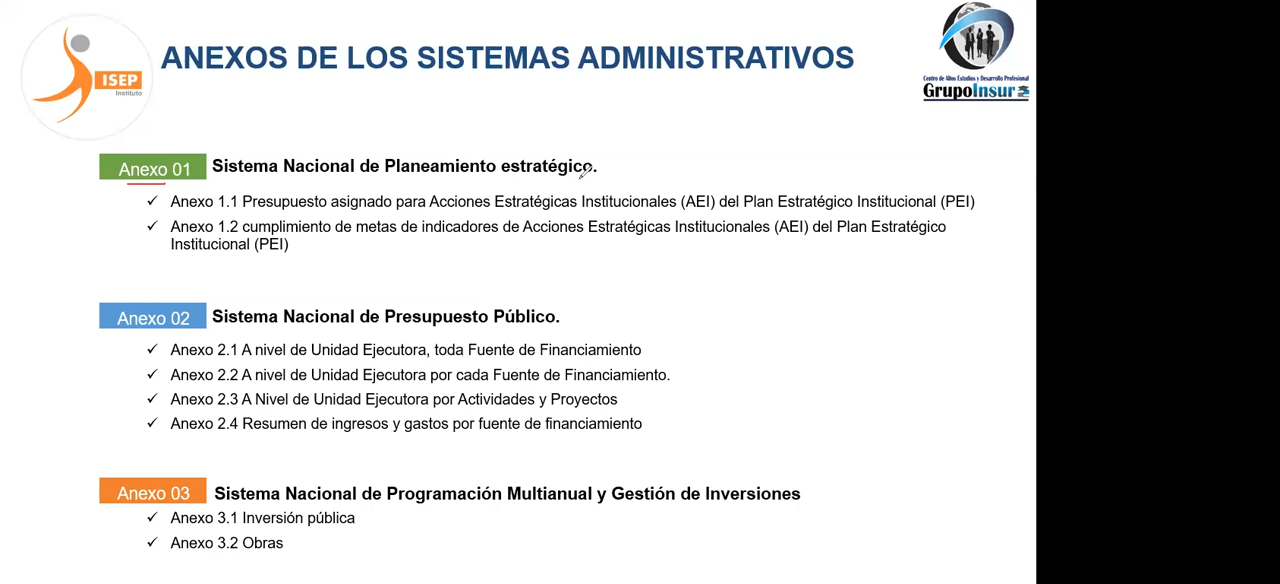 ISEP
Instituto
ANEXOS DE LOS SISTEMAS ADMINISTRATIVOS
Centro de Altos Estudios y Desarrollo Profesional
GrupoInsur
Anexo 01 Sistema Nacional de Planeamiento estratégico.
✓ Anexo 1.1 Presupuesto asignado para Acciones Estratégicas Institucionales (AEI) del Plan Estratégico Institucional (PEI)
✓ Anexo 1.2 cumplimiento de metas de indicadores de Acciones Estratégicas Institucionales (AEI) del Plan Estratégico
Institucional (PEI)
Anexo 02 Sistema Nacional de Presupuesto Público.
✓ Anexo 2.1 A nivel de Unidad Ejecutora, toda Fuente de Financiamiento
✓ Anexo 2.2 A nivel de Unidad Ejecutora por cada Fuente de Financiamiento.
✓ Anexo 2.3 A Nivel de Unidad Ejecutora por Actividades y Proyectos
✓ Anexo 2.4 Resumen de ingresos y gastos por fuente de financiamiento
Anexo 03 Sistema Nacional de Programación Multianual y Gestión de Inversiones
✓ Anexo 3.1 Inversión pública
✓ Anexo 3.2 Obras